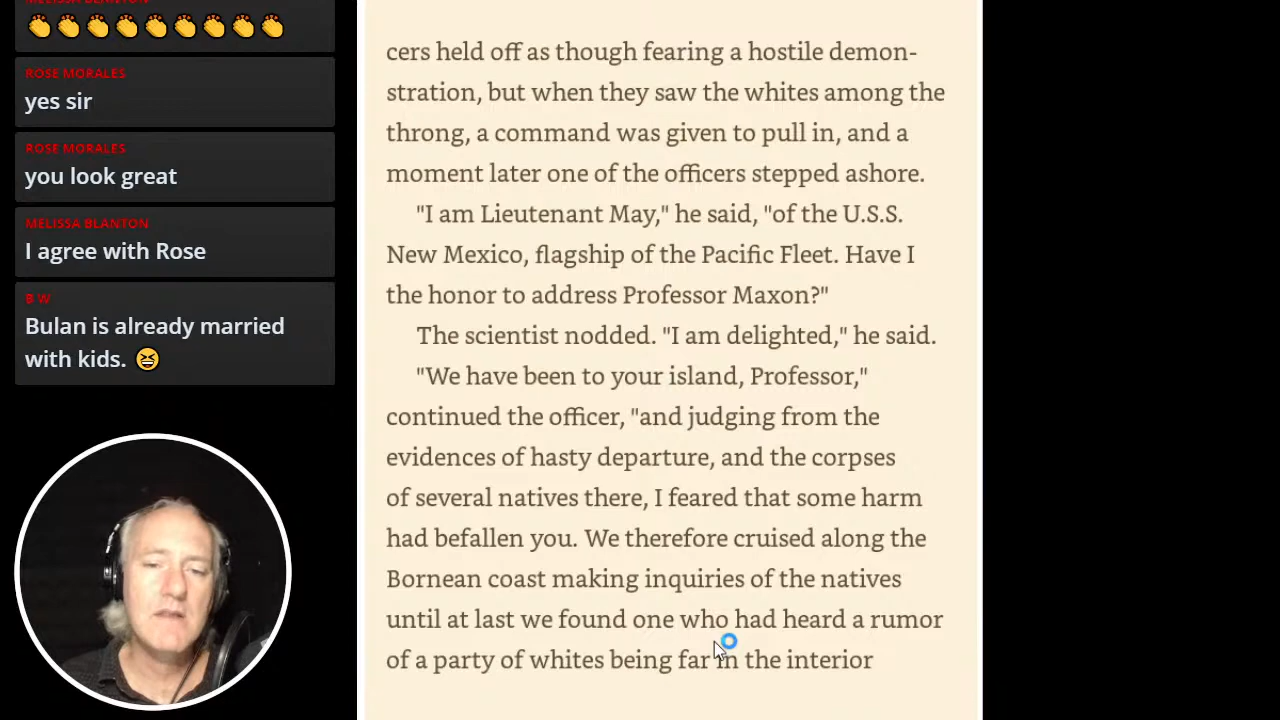 MELISSA BLANTON
👏👏👏👏👏👏👏👏👏
ROSE MORALES
yes sir
ROSE MORALES
you look great
MELISSA BLANTON
I agree with Rose
B W
Bulan is already married
with kids. 😆
cers held off as though fearing a hostile demon-
stration, but when they saw the whites among the
throng, a command was given to pull in, and a
moment later one of the officers stepped ashore.
"I am Lieutenant May," he said, "of the U.S.S.
New Mexico, flagship of the Pacific Fleet. Have I
the honor to address Professor Maxon?"
The scientist nodded. "I am delighted," he said.
"We have been to your island, Professor,"
continued the officer, "and judging from the
evidences of hasty departure, and the corpses
of several natives there, I feared that some harm
had befallen you. We therefore cruised along the
Bornean coast making inquiries of the natives
until at last we found one who had heard a rumor
of a party of whites being far in the interior